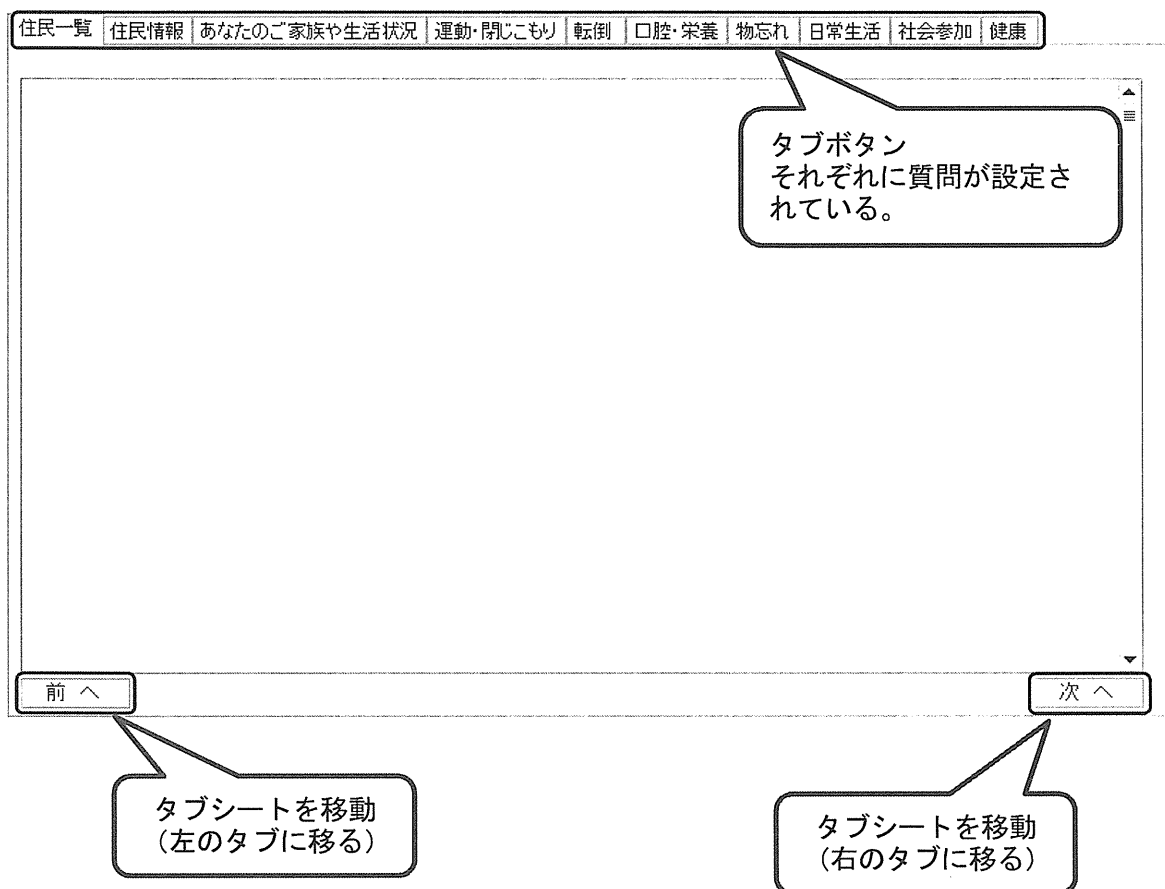 住民一覧 住民情報 あなたのご家族や生活状況 運動・閉じこもり 転倒 口腔・栄養 物忘れ 日常生活 社会参加 健康
タブボタン
それぞれに質問が設定さ
れている。
前 へ
次 へ
タブシートを移動
(左のタブに移る)
タブシートを移動
(右のタブに移る)